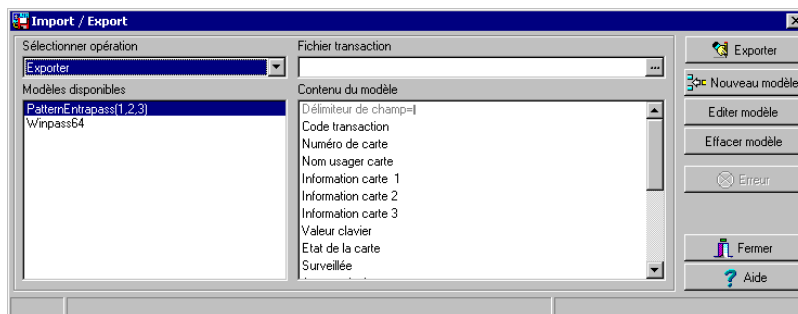 Import / Export
Sélectionner opération
Exporter
Fichier transaction
...
Modèles disponibles
PatternEntrapass(1,2,3)
Winpass64
Contenu du modèle
Délimiteur de champ=|
Code transaction
Numéro de carte
Nom usager carte
Information carte 1
Information carte 2
Information carte 3
Valeur clavier
Etat de la carte
Surveillée
Exporter
Nouveau modèle
Editer modèle
Effacer modèle
Erreur
Fermer
? Aide